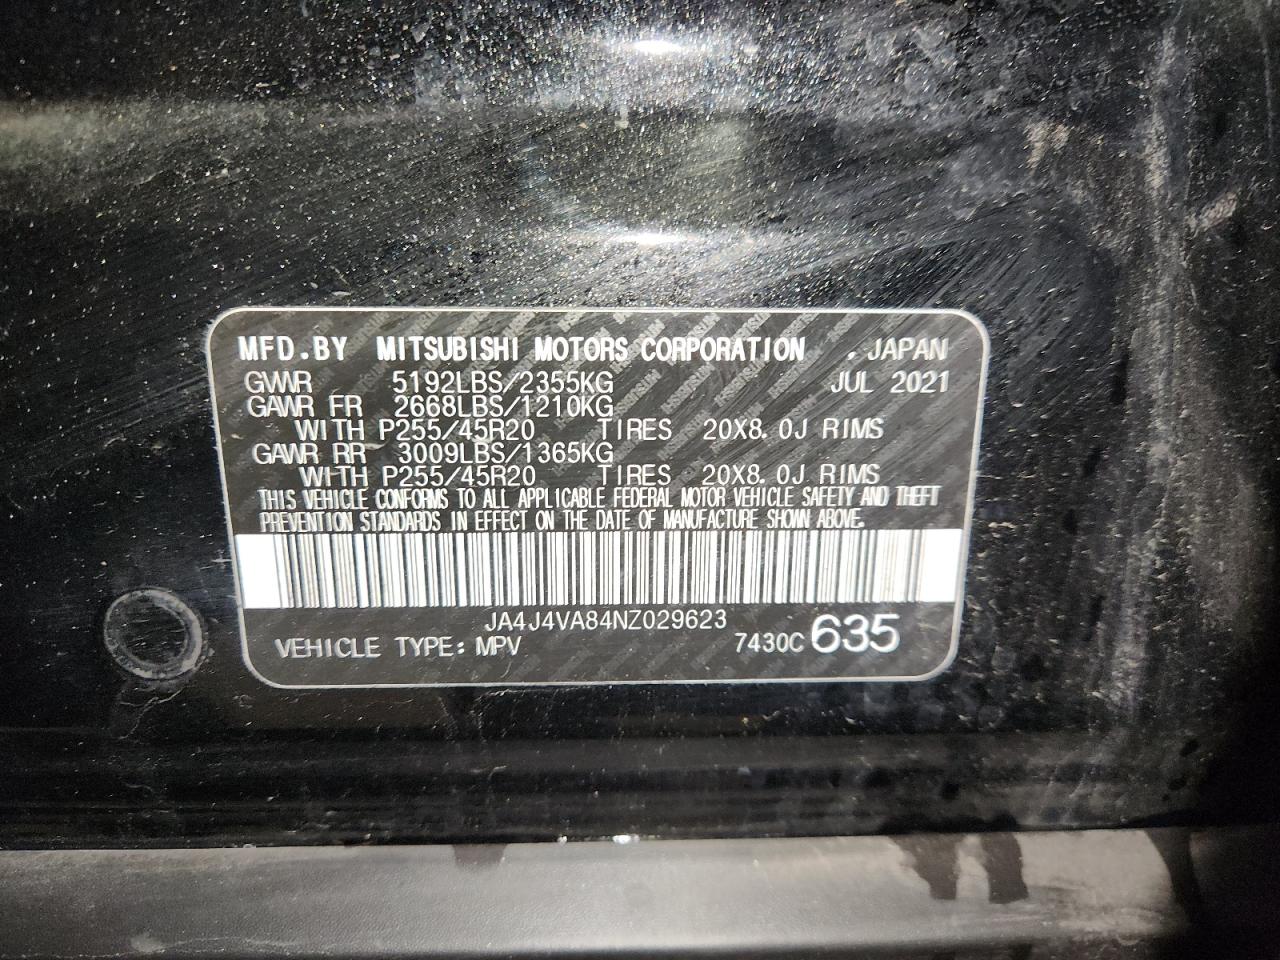 MFD.BY MITSUBISHI MOTORS CORPORATION , JAPAN
GVWR 5192LBS/2355KG JUL 2021
GAWR FR 2668LBS/1210KG
WITH P255/45R20 TIRES 20X8.0J RIMS
GAWR RR 3009LBS/1365KG
WITH P255/45R20 TIRES 20X8.0J RIMS
THIS VEHICLE CONFORMS TO ALL APPLICABLE FEDERAL MOTOR VEHICLE SAFETY AND THEFT
PREVENTION STANDARDS IN EFFECT ON THE DATE OF MANUFACTURE SHOWN ABOVE.
JA4J4VA84NZ029623
VEHICLE TYPE: MPV 7430C 635